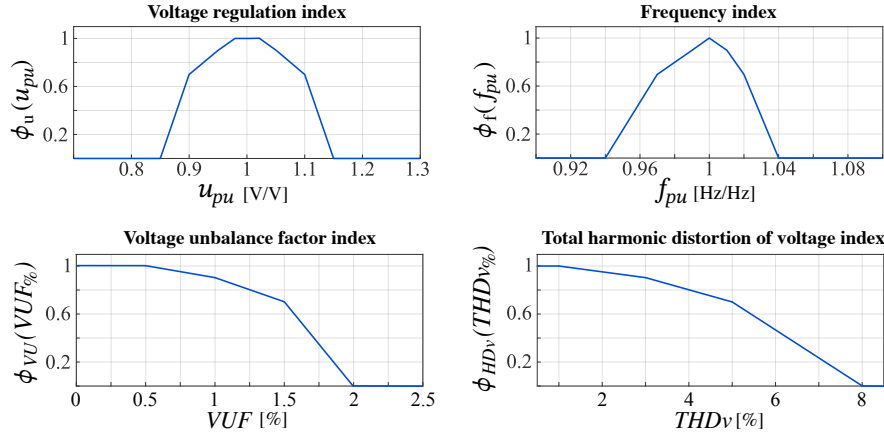 Voltage regulation index
1
0.6
0.2
ϕu(upu)
0.8 0.9 1 1.1 1.2 1.3
upu [V/V]
Frequency index
1
0.6
0.2
ϕf(fpu)
0.92 0.96 1 1.04 1.08
fpu [Hz/Hz]
Voltage unbalance factor index
1
0.6
0.2
ϕVU(VUF%)
0 0.5 1 1.5 2 2.5
VUF [%]
Total harmonic distortion of voltage index
1
0.6
0.2
ϕHDv(THDv%)
2 4 6 8
THDv [%]